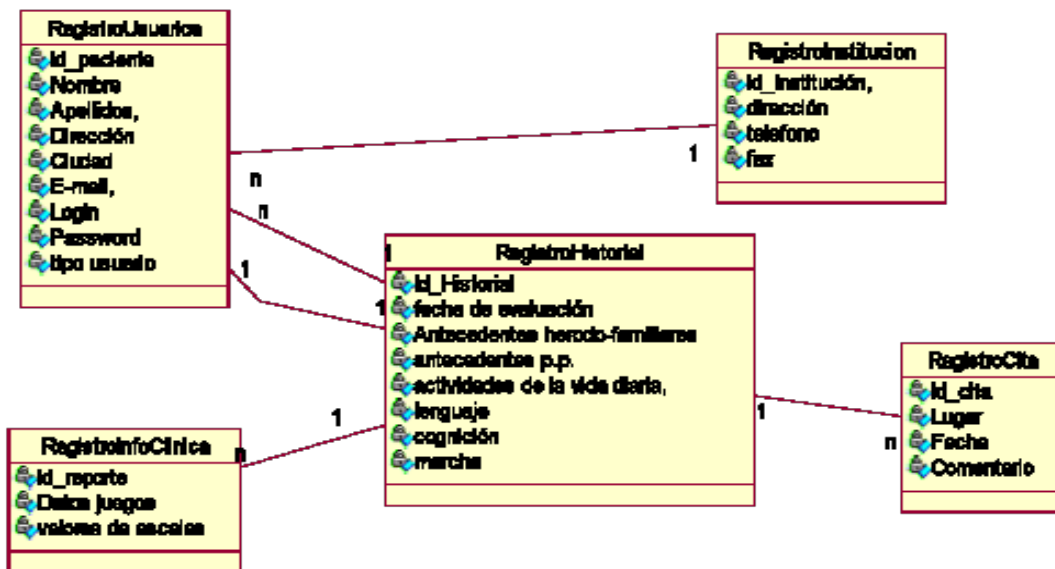 RegistroUsuarios
id_paciente
Nombre
Apellidos,
Dirección
Ciudad
E-mail,
Login
Password
tipo usuario
RegistroInstitucion
id_institución,
dirección
telefono
fax
n
1
n
1
1
1
RegistroHistorial
id_Historial
fecha de evaluación
Antecedentes heredo-familiares
antecedentes p.p.
actividades de la vida diaria,
lenguaje
cognición
marcha
RegistroCita
id_cita
Lugar
Fecha
Comentario
1
n
1
n
RegistroInfoClinica
id_reporte
Datos juegos
valores de escalas